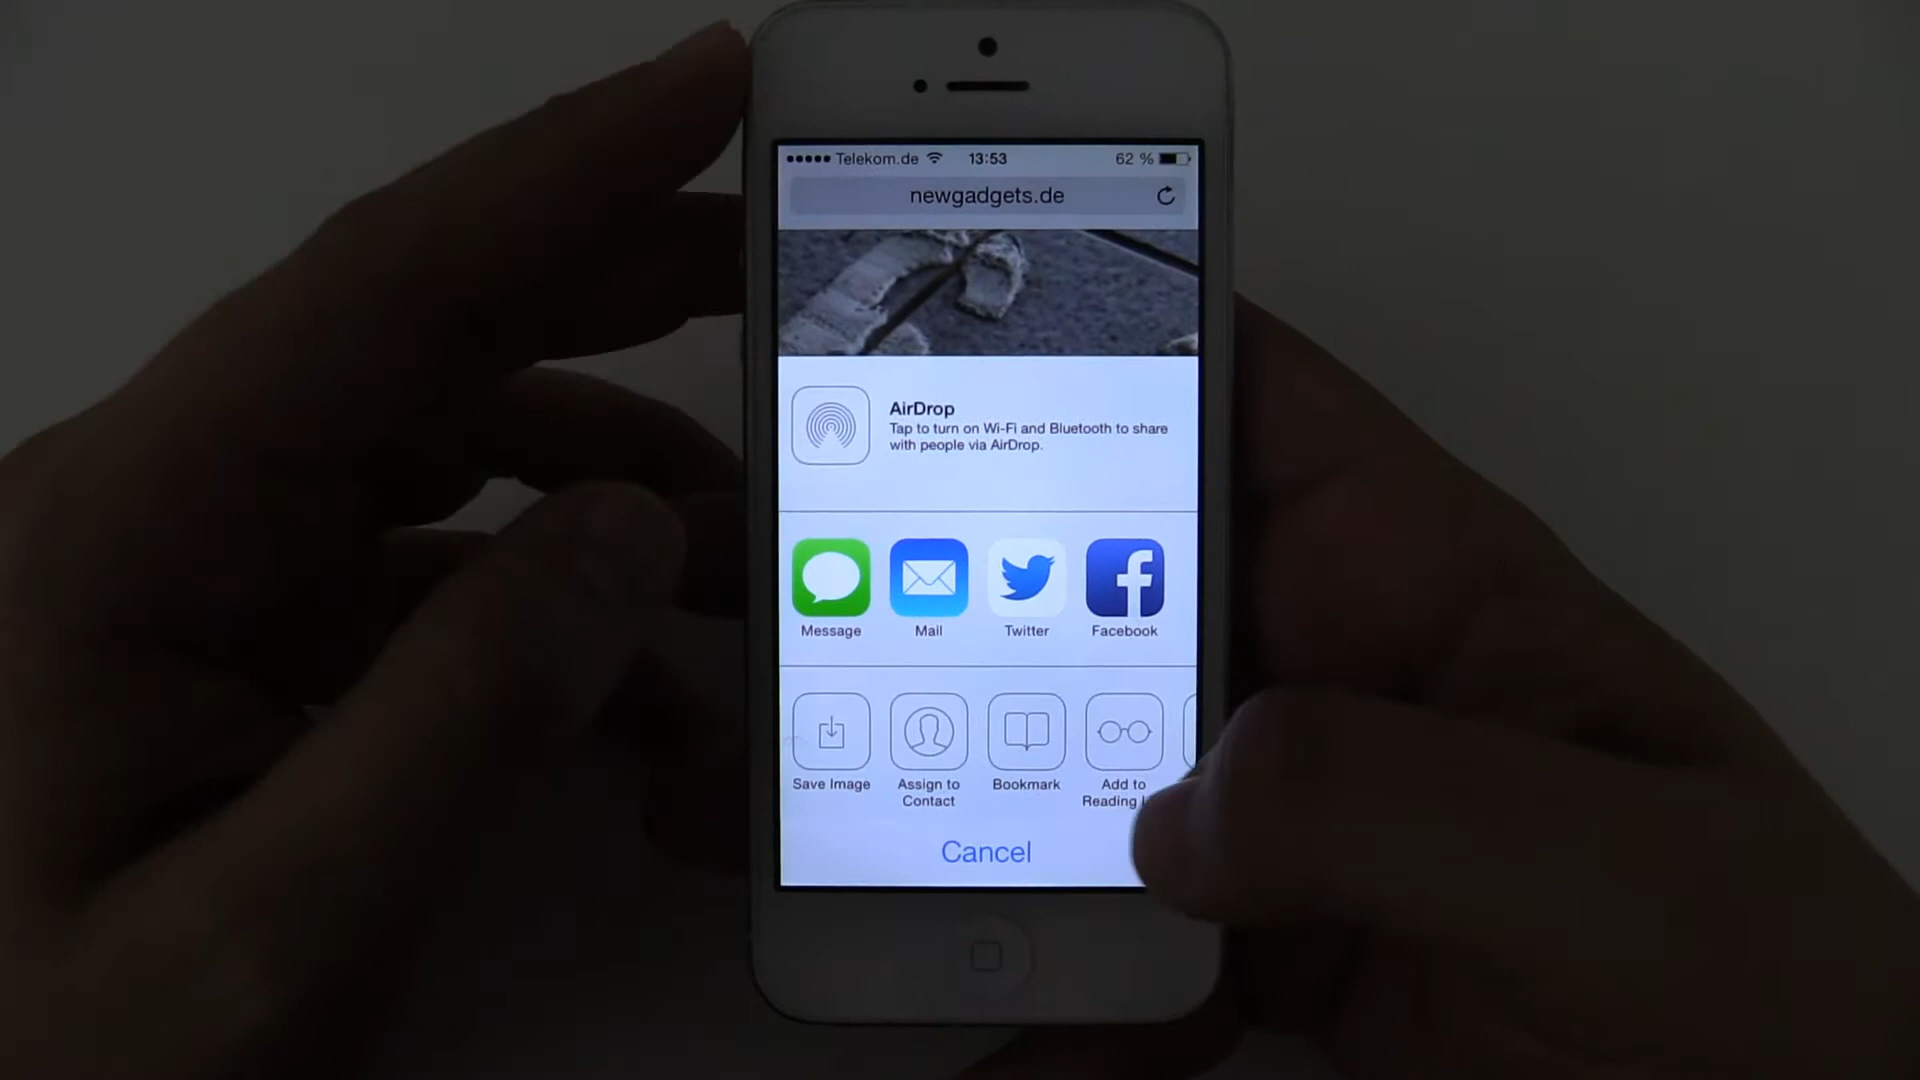 Telekom.de 13:53 62 %
newgadgets.de
AirDrop
Tap to turn on Wi-Fi and Bluetooth to share
with people via AirDrop.
Message Mail Twitter Facebook
Save Image Assign to Contact Bookmark Add to Reading
Cancel